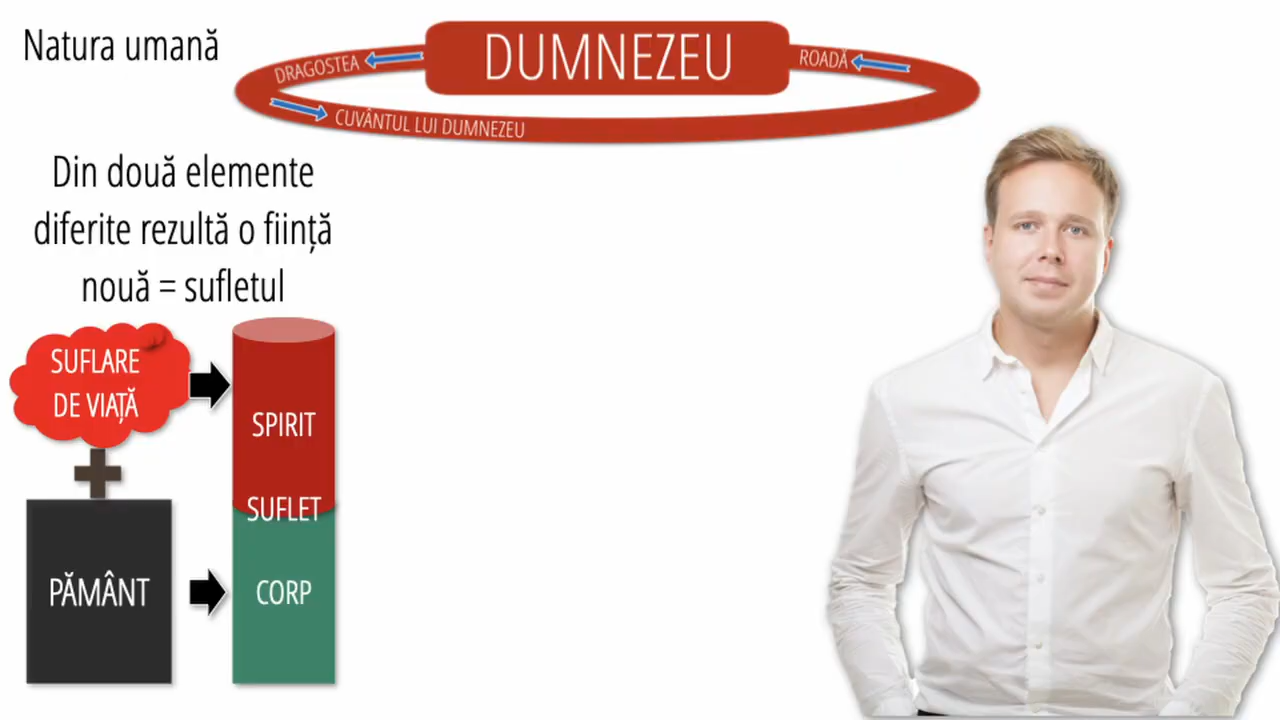 Natura umană
DUMNEZEU
DRAGOSTEA
ROADĂ
CUVÂNTUL LUI DUMNEZEU
Din două elemente
diferite rezultă o ființă
nouă = sufletul
SUFLARE
DE VIAȚĂ
+
SPIRIT
SUFLET
PĂMÂNT
CORP